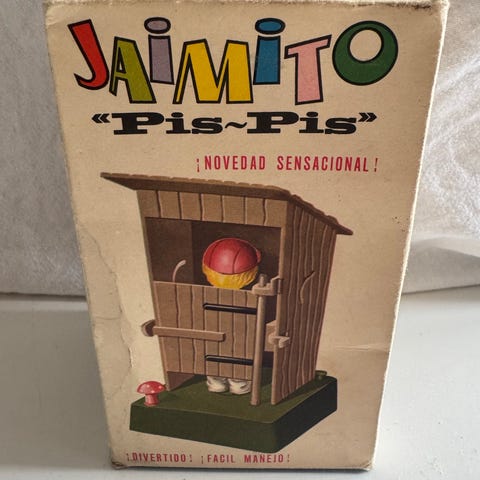 JAiMiTO
«Pis~Pis»
¡NOVEDAD SENSACIONAL!
¡DIVERTIDO! ¡FACIL MANEJO!